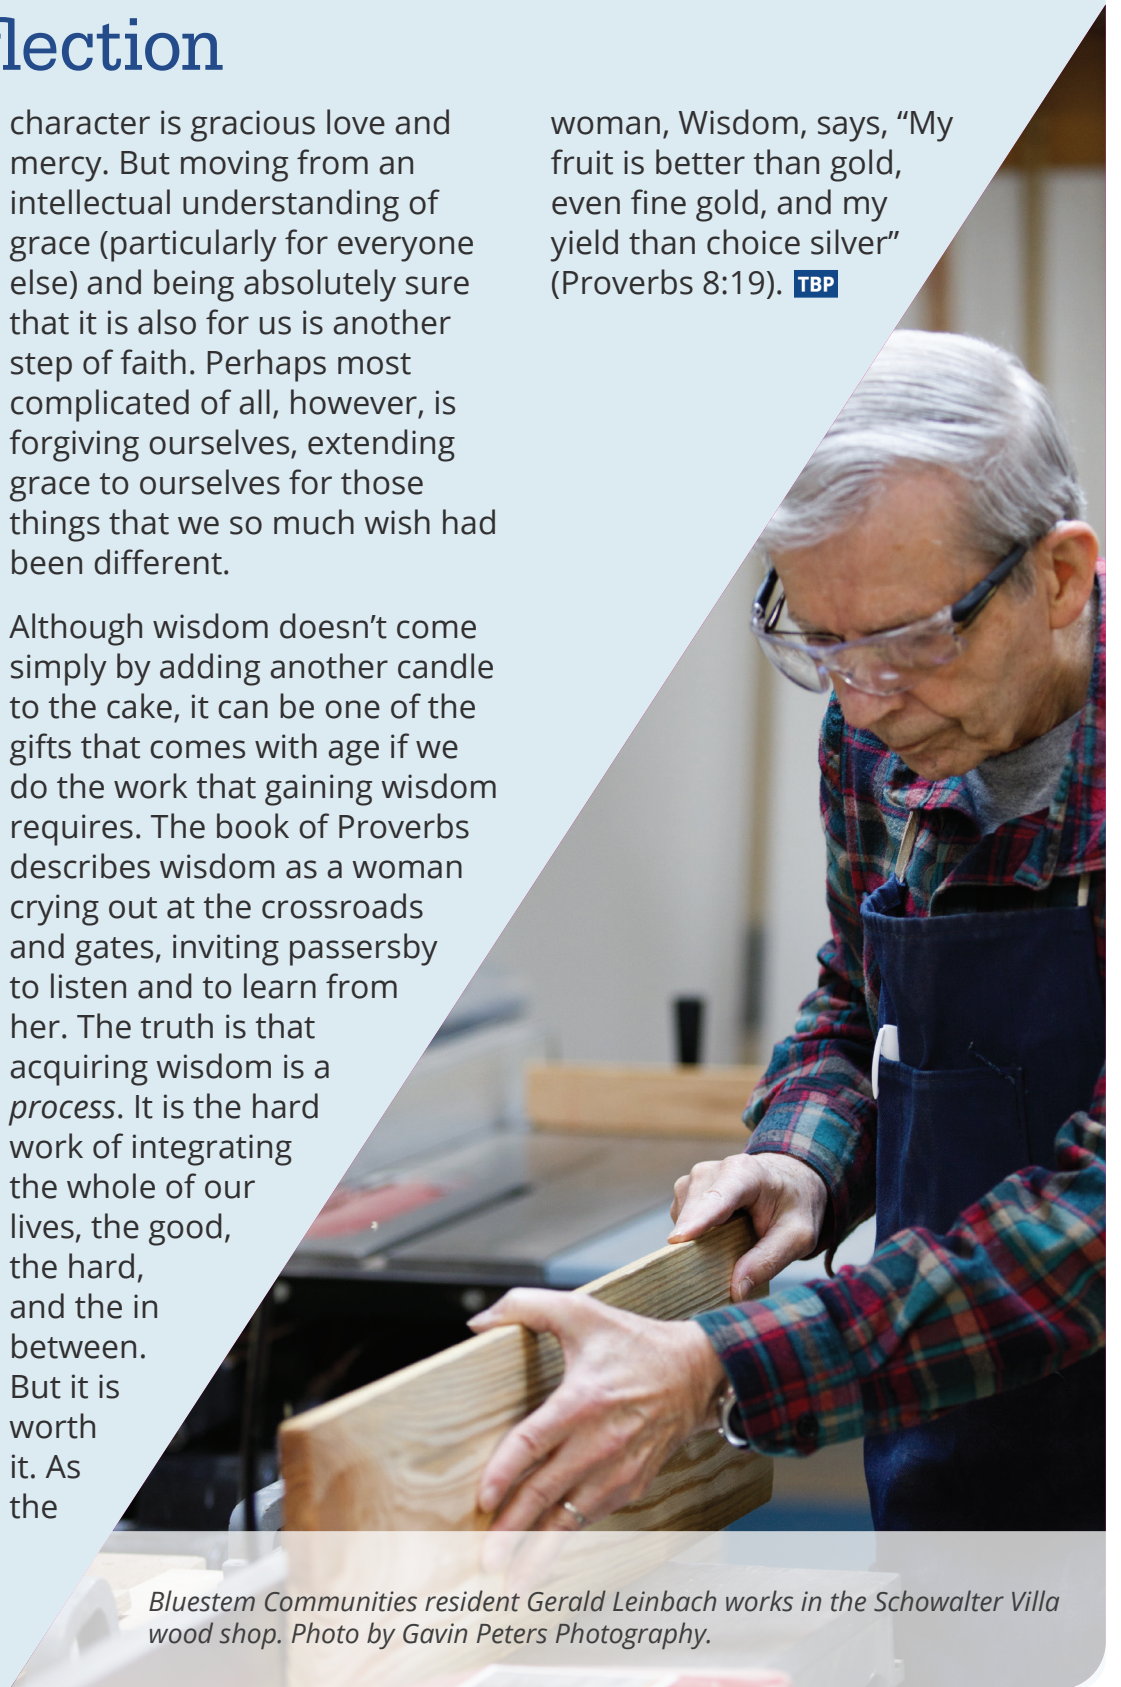 flection
character is gracious love and
mercy. But moving from an
intellectual understanding of
grace (particularly for everyone
else) and being absolutely sure
that it is also for us is another
step of faith. Perhaps most
complicated of all, however, is
forgiving ourselves, extending
grace to ourselves for those
things that we so much wish had
been different.
Although wisdom doesn’t come
simply by adding another candle
to the cake, it can be one of the
gifts that comes with age if we
do the work that gaining wisdom
requires. The book of Proverbs
describes wisdom as a woman
crying out at the crossroads
and gates, inviting passersby
to listen and to learn from
her. The truth is that
acquiring wisdom is a
process. It is the hard
work of integrating
the whole of our
lives, the good,
the hard,
and the in
between.
But it is
worth
it. As
the
woman, Wisdom, says, “My
fruit is better than gold,
even fine gold, and my
yield than choice silver”
(Proverbs 8:19). TBP
Bluestem Communities resident Gerald Leinbach works in the Schowalter Villa
wood shop. Photo by Gavin Peters Photography.